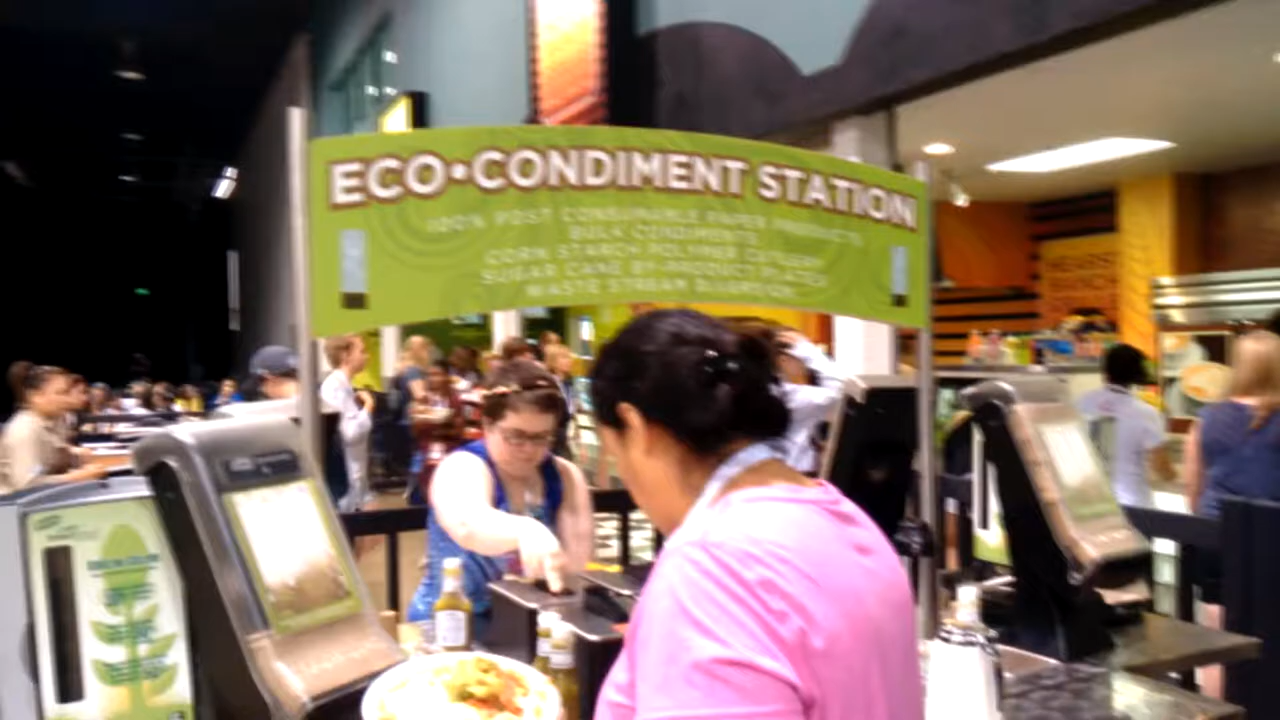 ECO•CONDIMENT STATION
100% POST CONSUMABLE PAPER PRODUCTS
BULK CONDIMENTS
CORN STARCH POLYMER CUTLERY
SUGAR CANE BY-PRODUCT PLATES
WASTE STREAM DIVERSION